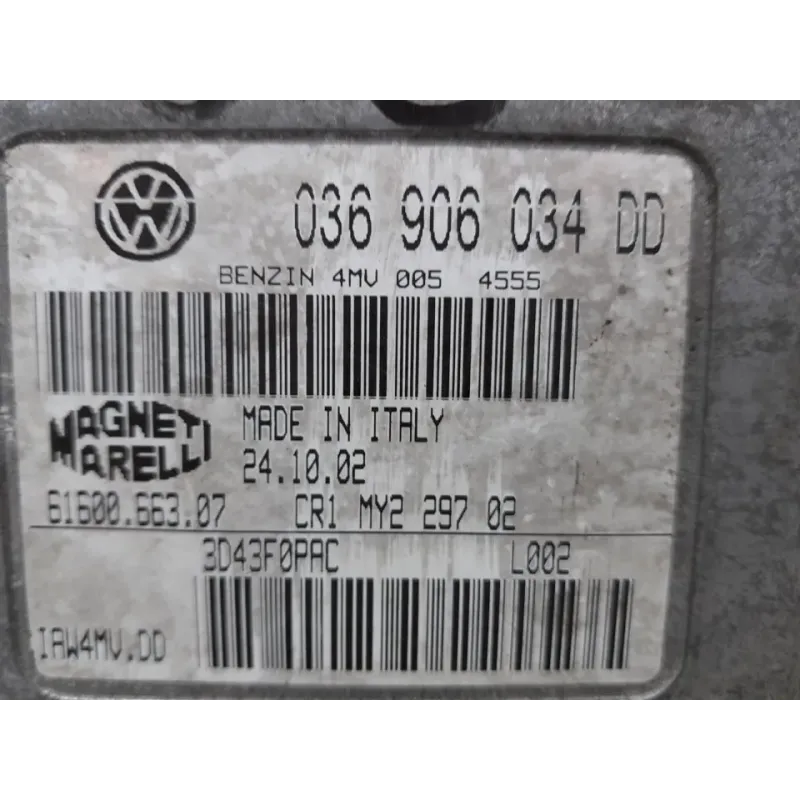 VW 036 906 034 DD
BENZIN 4MV 005 4555
MAGNETI MARELLI
MADE IN ITALY
24.10.02
61600.663.07 CR1 MY2 297 02
3D43F0PAC L002
IAW4MV.DD